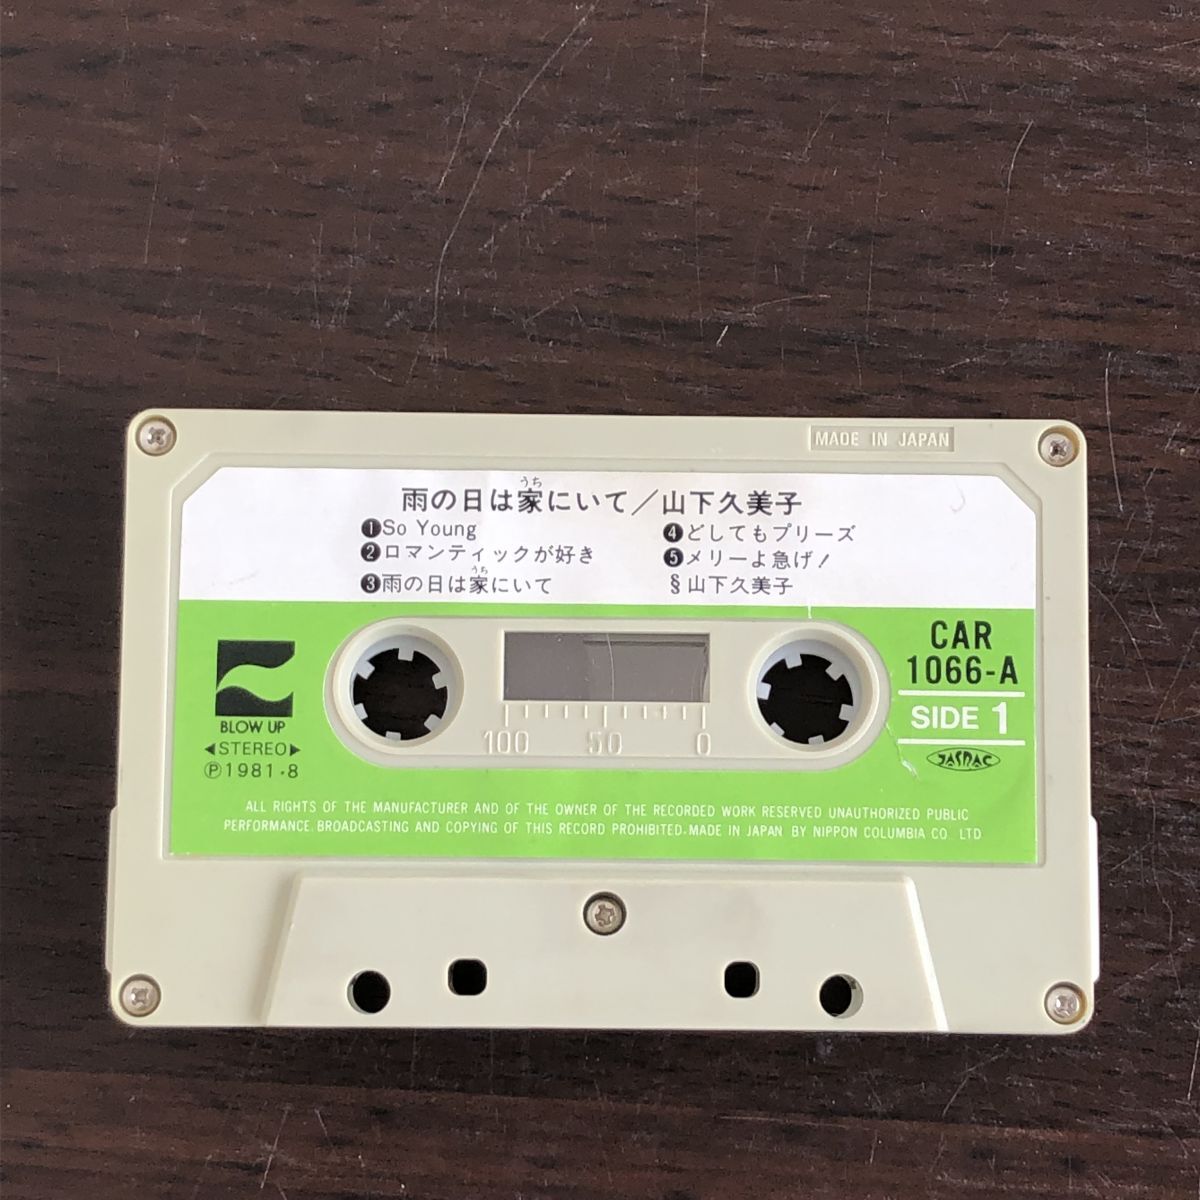 MADE IN JAPAN
うち
雨の日は家にいて／山下久美子
❶So Young
❷ロマンティックが好き
うち
❸雨の日は家にいて
❹どしてもプリーズ
❺メリーよ急げ！
§山下久美子
BLOW UP
◀STEREO▶
Ⓟ1981・8
CAR
1066-A
SIDE 1
JASRAC
100 50 0
ALL RIGHTS OF THE MANUFACTURER AND OF THE OWNER OF THE RECORDED WORK RESERVED UNAUTHORIZED PUBLIC
PERFORMANCE. BROADCASTING AND COPYING OF THIS RECORD PROHIBITED. MADE IN JAPAN BY NIPPON COLUMBIA CO. LTD